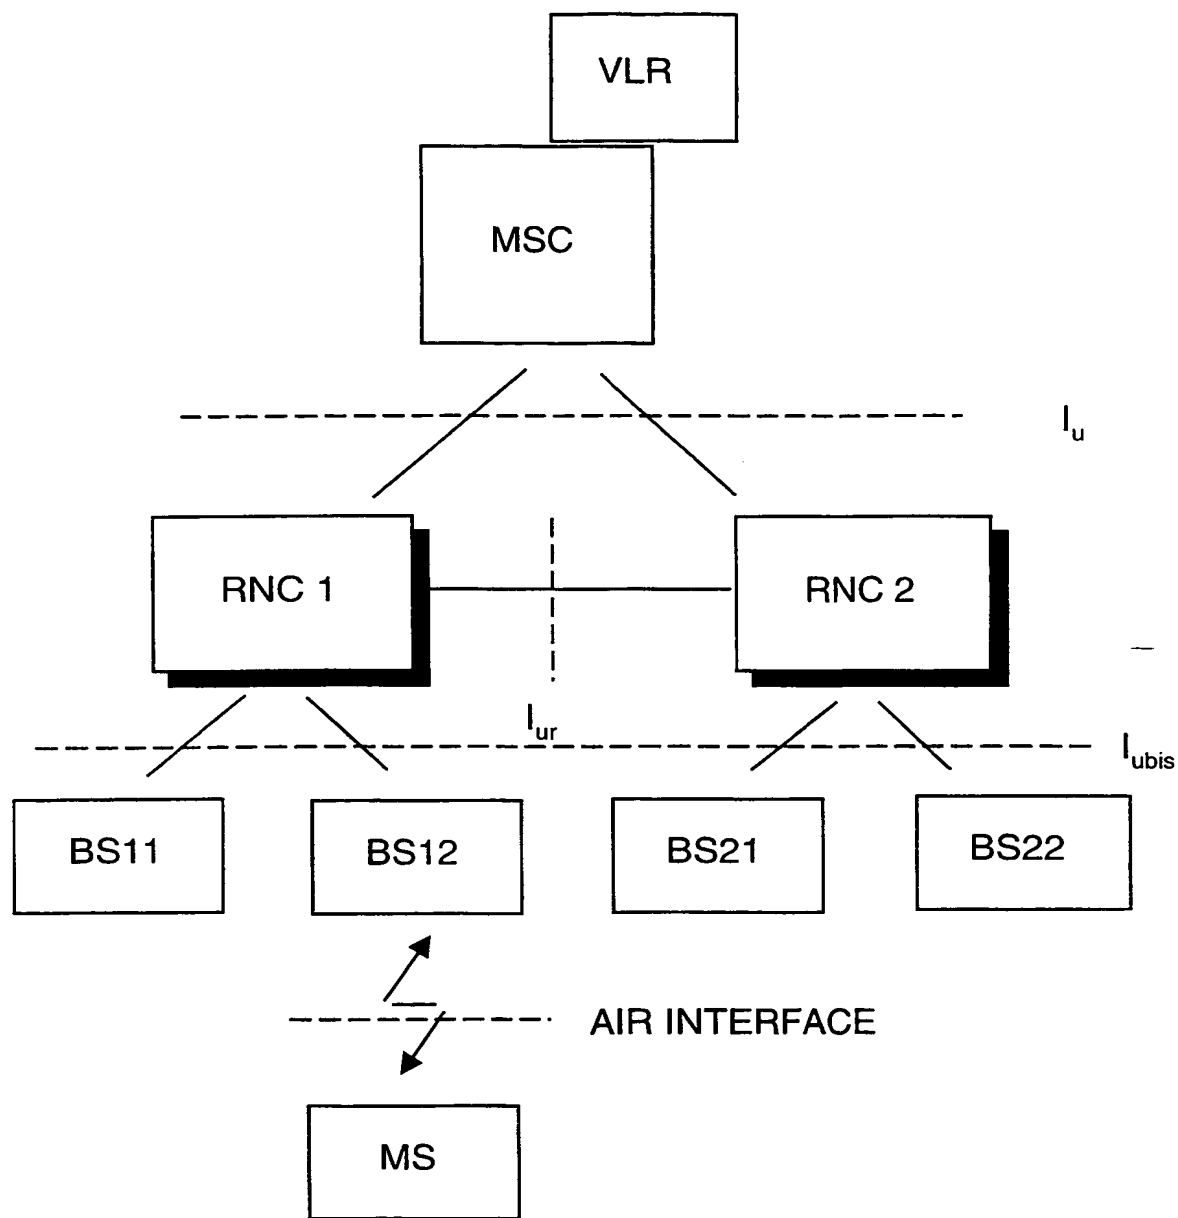 VLR
MSC
Iu
RNC 1
RNC 2
Iur
Iubis
BS11
BS12
BS21
BS22
AIR INTERFACE
MS